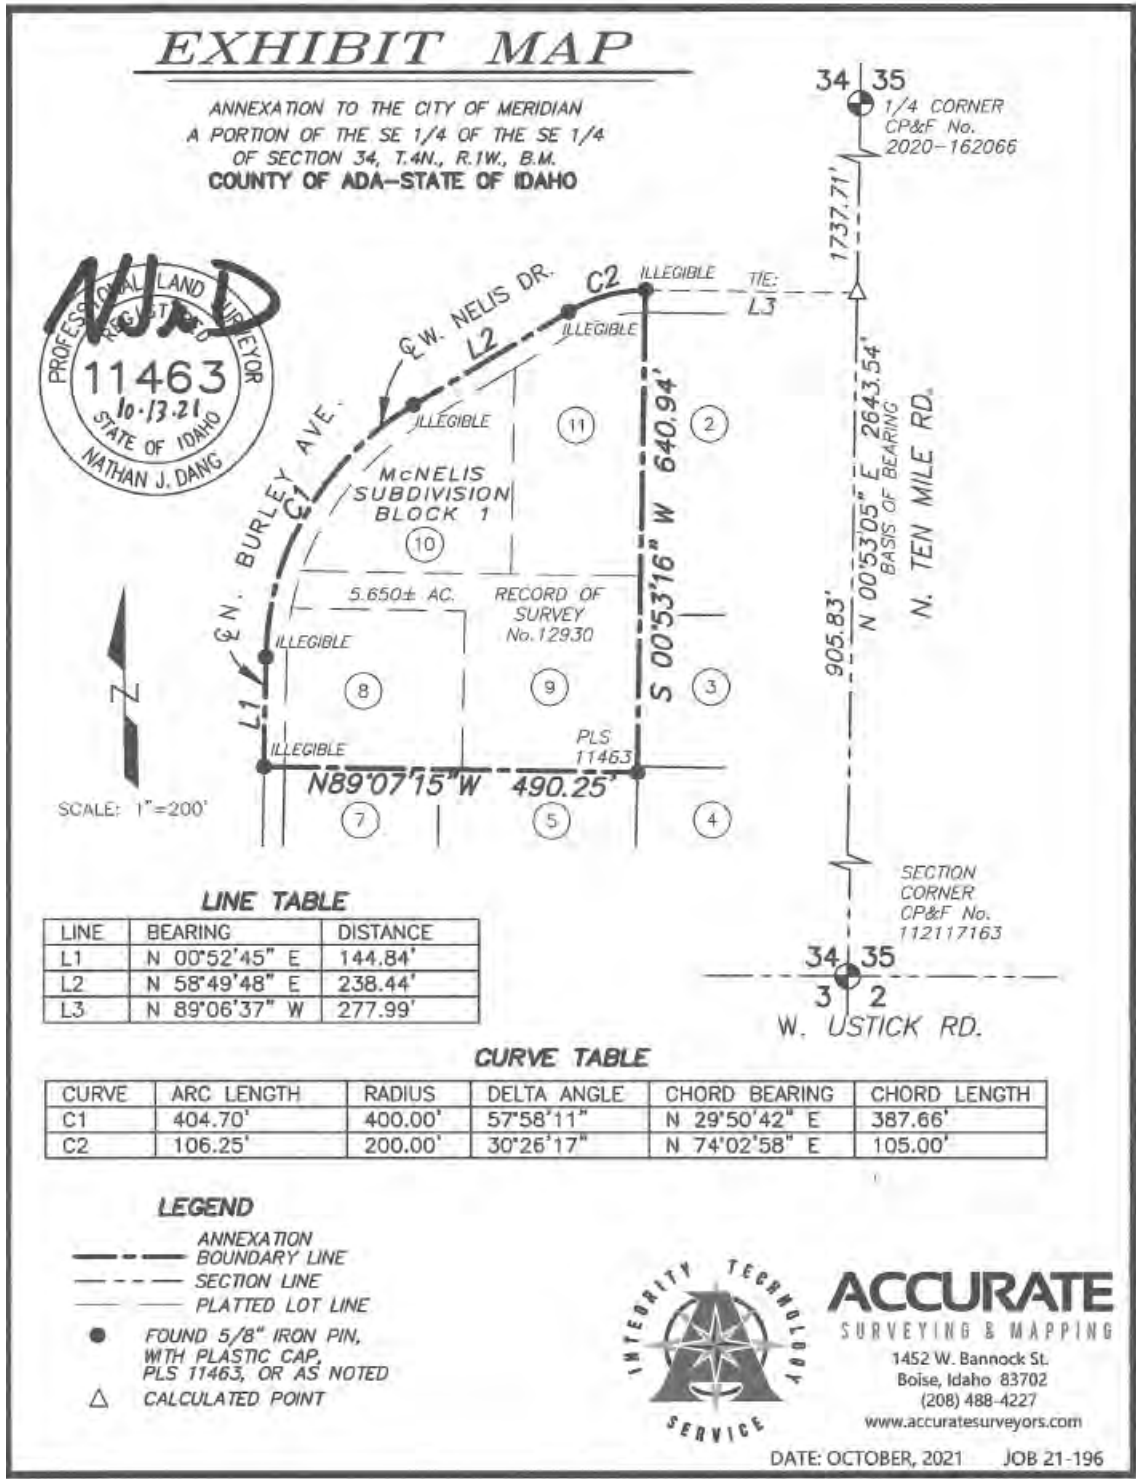 EXHIBIT MAP
ANNEXATION TO THE CITY OF MERIDIAN
A PORTION OF THE SE 1/4 OF THE SE 1/4
OF SECTION 34, T.4N., R.1W., B.M.
COUNTY OF ADA-STATE OF IDAHO
34 35
1/4 CORNER
CP&F No.
2020-162066
1737.71'
PROFESSIONAL LAND SURVEYOR
REGISTERED
11463
10·13·21
STATE OF IDAHO
NATHAN J. DANG
℄ W. NELIS DR.
C2
ILLEGIBLE
TIE:
L3
ILLEGIBLE
L2
ILLEGIBLE
℄ N. BURLEY AVE.
C1
McNELIS
SUBDIVISION
BLOCK 1
11
2
10
S 00°53'16" W 640.94'
N 00°53'05" E 2643.54'
BASIS OF BEARING
N. TEN MILE RD.
905.83'
5.650± AC.
RECORD OF
SURVEY
No.12930
ILLEGIBLE
8
9
3
L1
ILLEGIBLE
PLS
11463
N89°07'15"W 490.25'
7
5
4
N
SCALE: 1"=200'
SECTION
CORNER
CP&F No.
112117163
34 35
3 2
W. USTICK RD.
LINE TABLE
LINE BEARING DISTANCE
L1 N 00°52'45" E 144.84'
L2 N 58°49'48" E 238.44'
L3 N 89°06'37" W 277.99'
CURVE TABLE
CURVE ARC LENGTH RADIUS DELTA ANGLE CHORD BEARING CHORD LENGTH
C1 404.70' 400.00' 57°58'11" N 29°50'42" E 387.66'
C2 106.25' 200.00' 30°26'17" N 74°02'58" E 105.00'
LEGEND
ANNEXATION
BOUNDARY LINE
SECTION LINE
PLATTED LOT LINE
FOUND 5/8" IRON PIN,
WITH PLASTIC CAP,
PLS 11463, OR AS NOTED
CALCULATED POINT
INTEGRITY TECHNOLOGY
SERVICE
ACCURATE
SURVEYING & MAPPING
1452 W. Bannock St.
Boise, Idaho 83702
(208) 488-4227
www.accuratesurveyors.com
DATE: OCTOBER, 2021 JOB 21-196